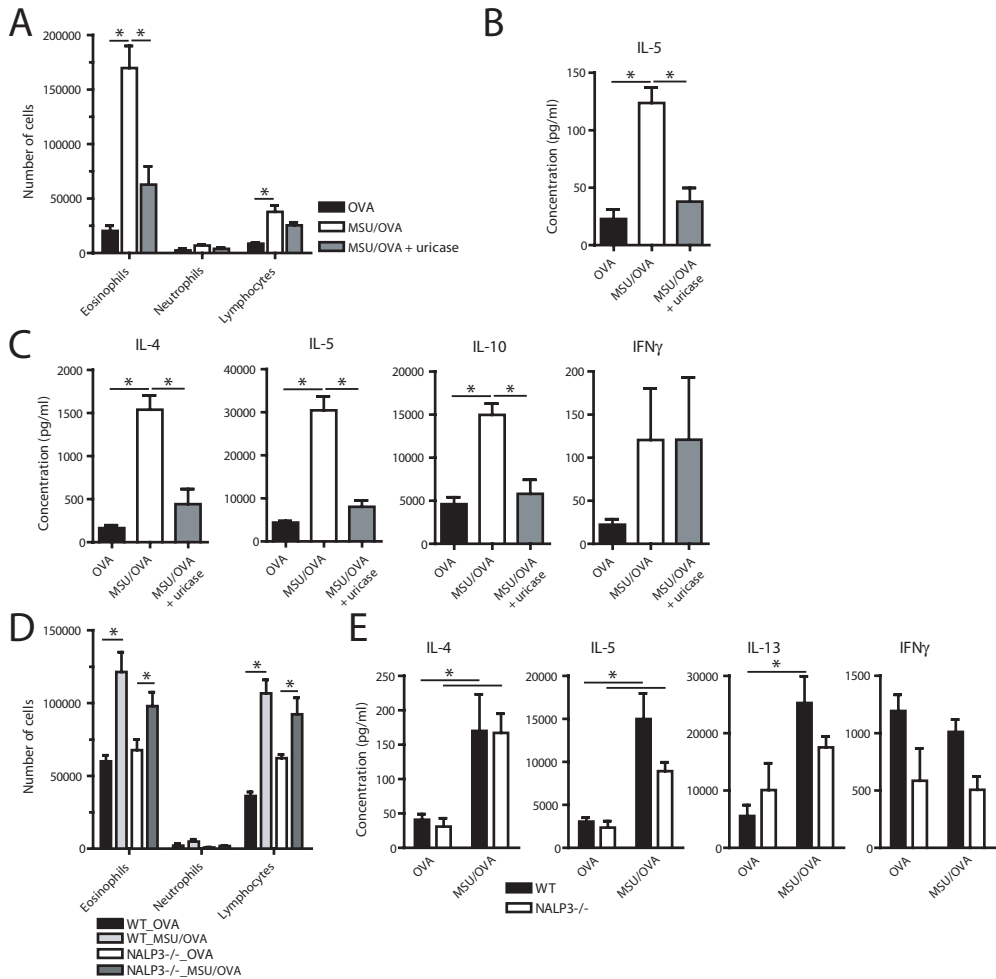 A
Number of cells
200000
150000
100000
50000
0
* *
*
Eosinophils
Neutrophils
Lymphocytes
OVA
MSU/OVA
MSU/OVA + uricase
B
IL-5
Concentration (pg/ml)
150
100
50
0
* *
OVA
MSU/OVA
MSU/OVA
+ uricase
C
Concentration (pg/ml)
IL-4
2000
1500
1000
500
0
* *
OVA
MSU/OVA
MSU/OVA
+ uricase
IL-5
40000
30000
20000
10000
0
* *
OVA
MSU/OVA
MSU/OVA
+ uricase
IL-10
20000
15000
10000
5000
0
* *
OVA
MSU/OVA
MSU/OVA
+ uricase
IFNγ
200
150
100
50
0
OVA
MSU/OVA
MSU/OVA
+ uricase
D
Number of cells
150000
125000
100000
75000
50000
25000
0
* *
* *
Eosinophils
Neutrophils
Lymphocytes
WT_OVA
WT_MSU/OVA
NALP3-/-_OVA
NALP3-/-_MSU/OVA
E
Concentration (pg/ml)
IL-4
250
200
150
100
50
0
*
OVA
MSU/OVA
IL-5
20000
15000
10000
5000
0
*
OVA
MSU/OVA
IL-13
30000
20000
10000
0
*
OVA
MSU/OVA
IFNγ
1500
1000
500
0
OVA
MSU/OVA
WT
NALP3-/-